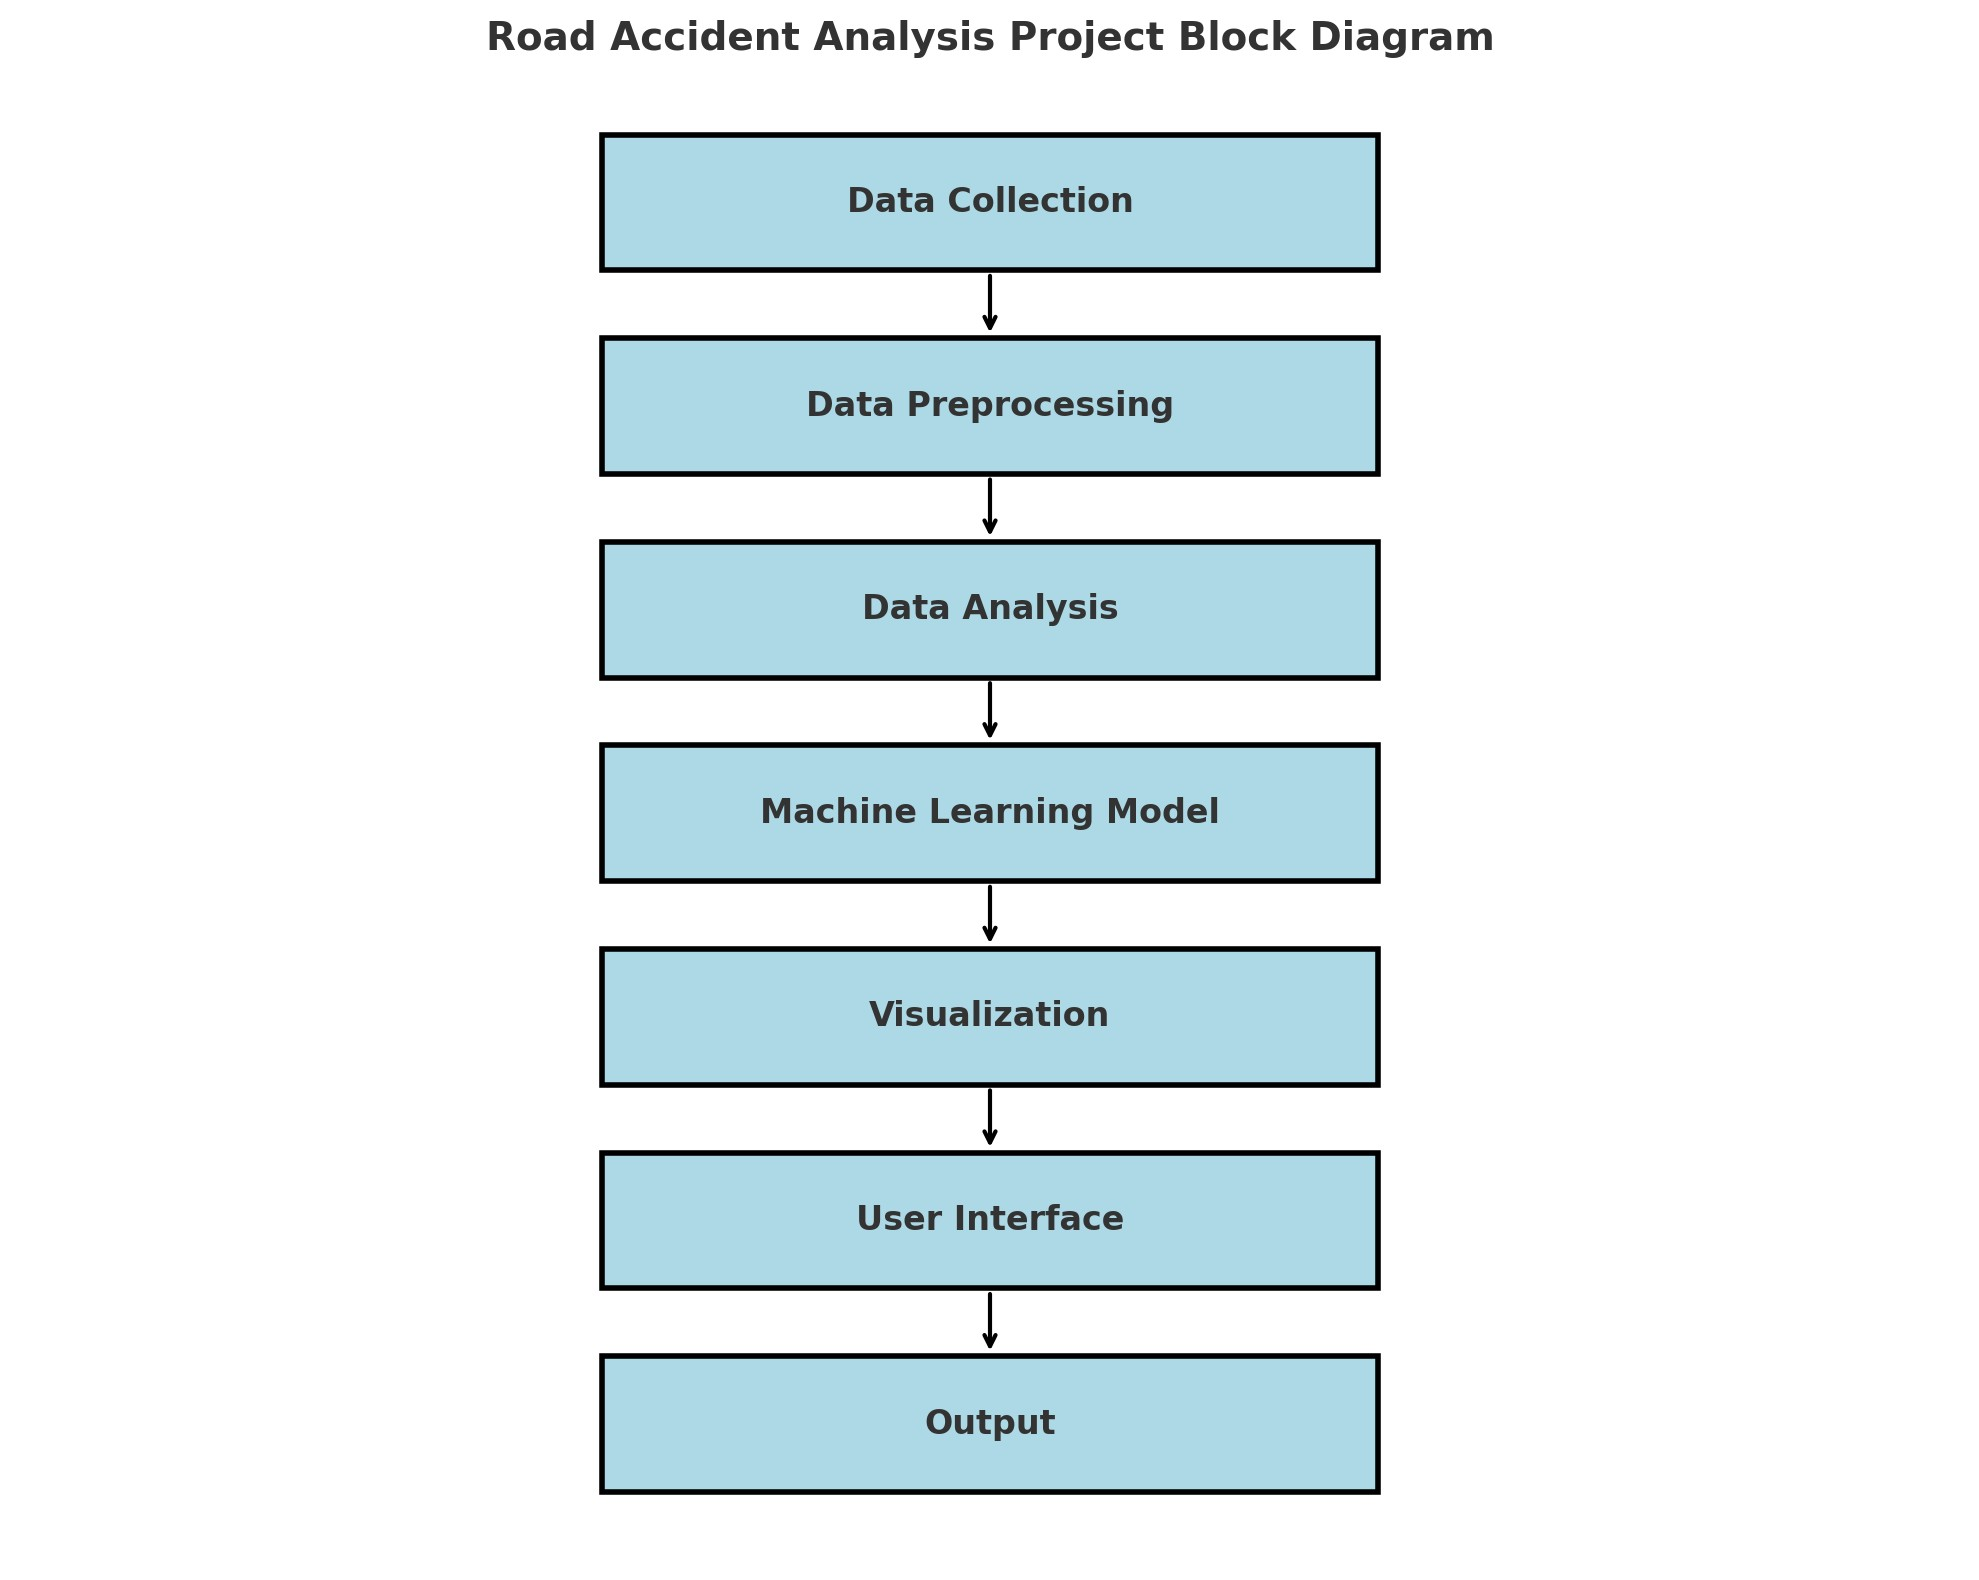 Road Accident Analysis Project Block Diagram
Data Collection
Data Preprocessing
Data Analysis
Machine Learning Model
Visualization
User Interface
Output